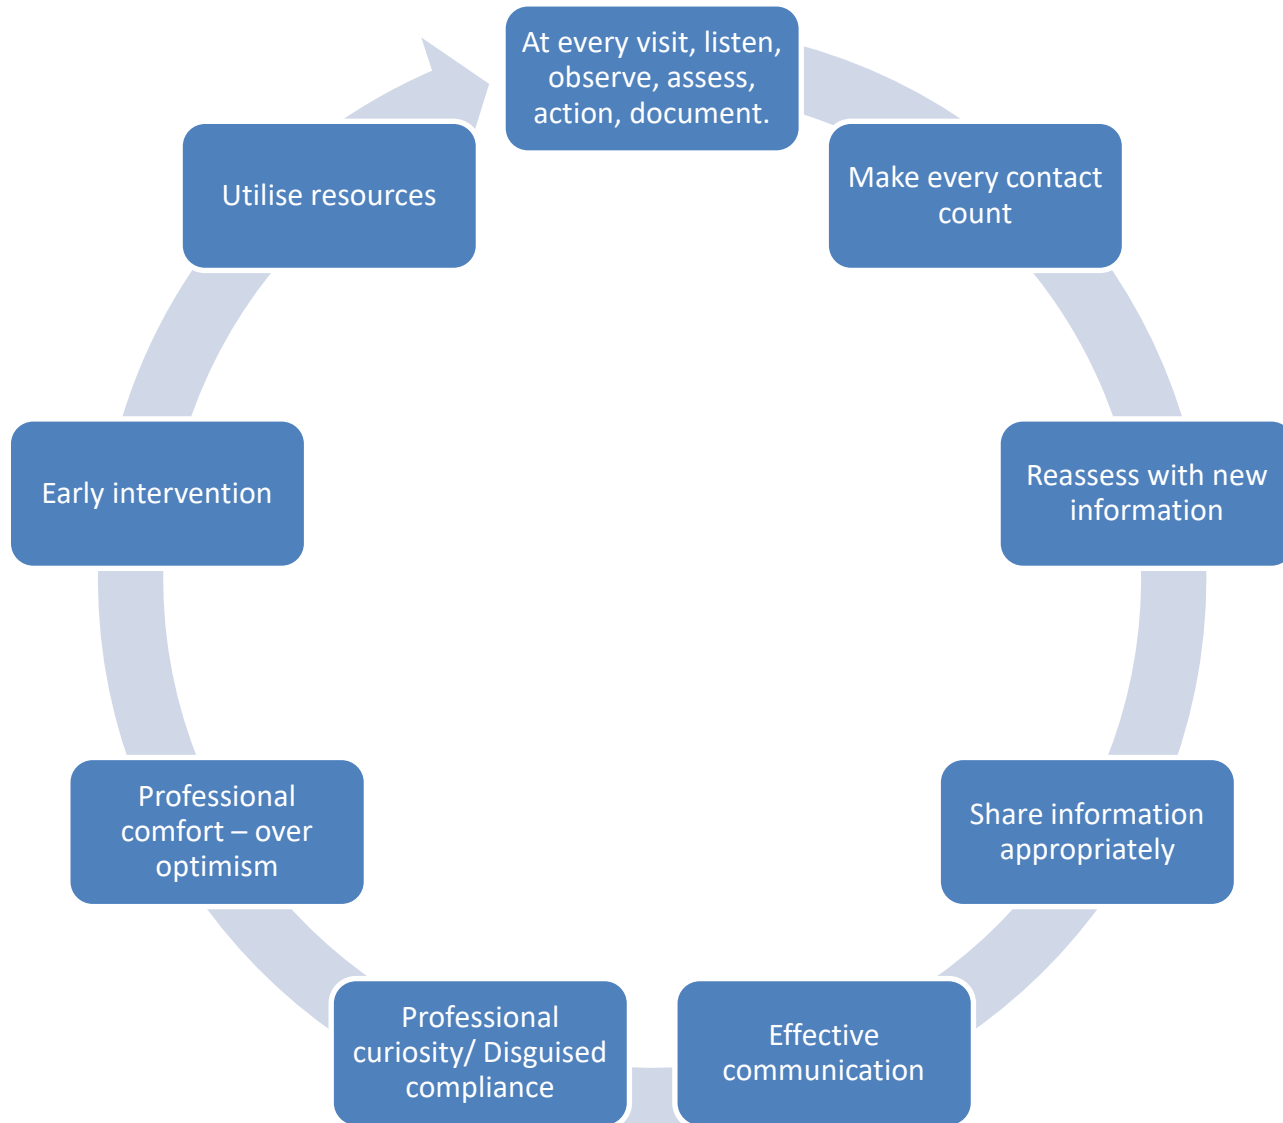 At every visit, listen,
observe, assess,
action, document.
Make every contact
count
Reassess with new
information
Share information
appropriately
Effective
communication
Professional
curiosity/ Disguised
compliance
Professional
comfort – over
optimism
Early intervention
Utilise resources